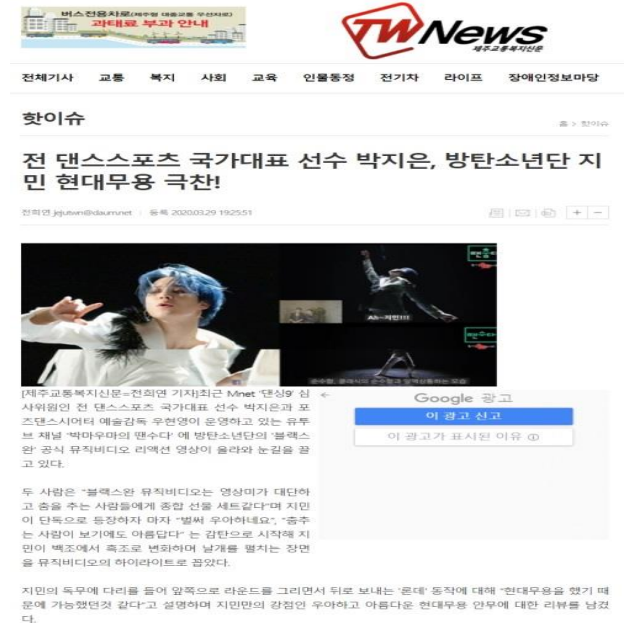 버스전용차로(제주형 대중교통 우선차로)
과태료 부과 안내
TWNews
제주교통복지신문
전체기사 교통 복지 사회 교육 인물동정 전기차 라이프 장애인정보마당
핫이슈
홈 > 핫이슈
전 댄스스포츠 국가대표 선수 박지은, 방탄소년단 지
민 현대무용 극찬!
전희연 jejutwn@daum.net | 등록 2020.03.29 19:25:51
Ah~지민!!!
[제주교통복지신문=전희연 기자]최근 Mnet '댄싱9' 심
사위원인 전 댄스스포츠 국가대표 선수 박지은과 포
즈댄스시어터 예술감독 우현영이 운영하고 있는 유투
브 채널 '박마우마의 땐수다' 에 방탄소년단의 '블랙스
완' 공식 뮤직비디오 리액션 영상이 올라와 눈길을 끌
고 있다.
Google 광고
이 광고 신고
이 광고가 표시된 이유
두 사람은 "블랙스완 뮤직비디오는 영상미가 대단하
고 춤을 추는 사람들에게 종합 선물 세트같다"며 지민
이 단독으로 등장하자 마자 "벌써 우아하네요", "춤추
는 사람이 보기에도 아름답다" 는 감탄으로 시작해 지
민이 백조에서 흑조로 변화하며 날개를 펼치는 장면
을 뮤직비디오의 하이라이트로 꼽았다.
지민의 독무에 다리를 들어 앞쪽으로 라운드를 그리면서 뒤로 보내는 '론데' 동작에 대해 "현대무용을 했기 때
문에 가능했던것 같다"고 설명하며 지민만의 강점인 우아하고 아름다운 현대무용 안무에 대한 리뷰를 남겼
다.